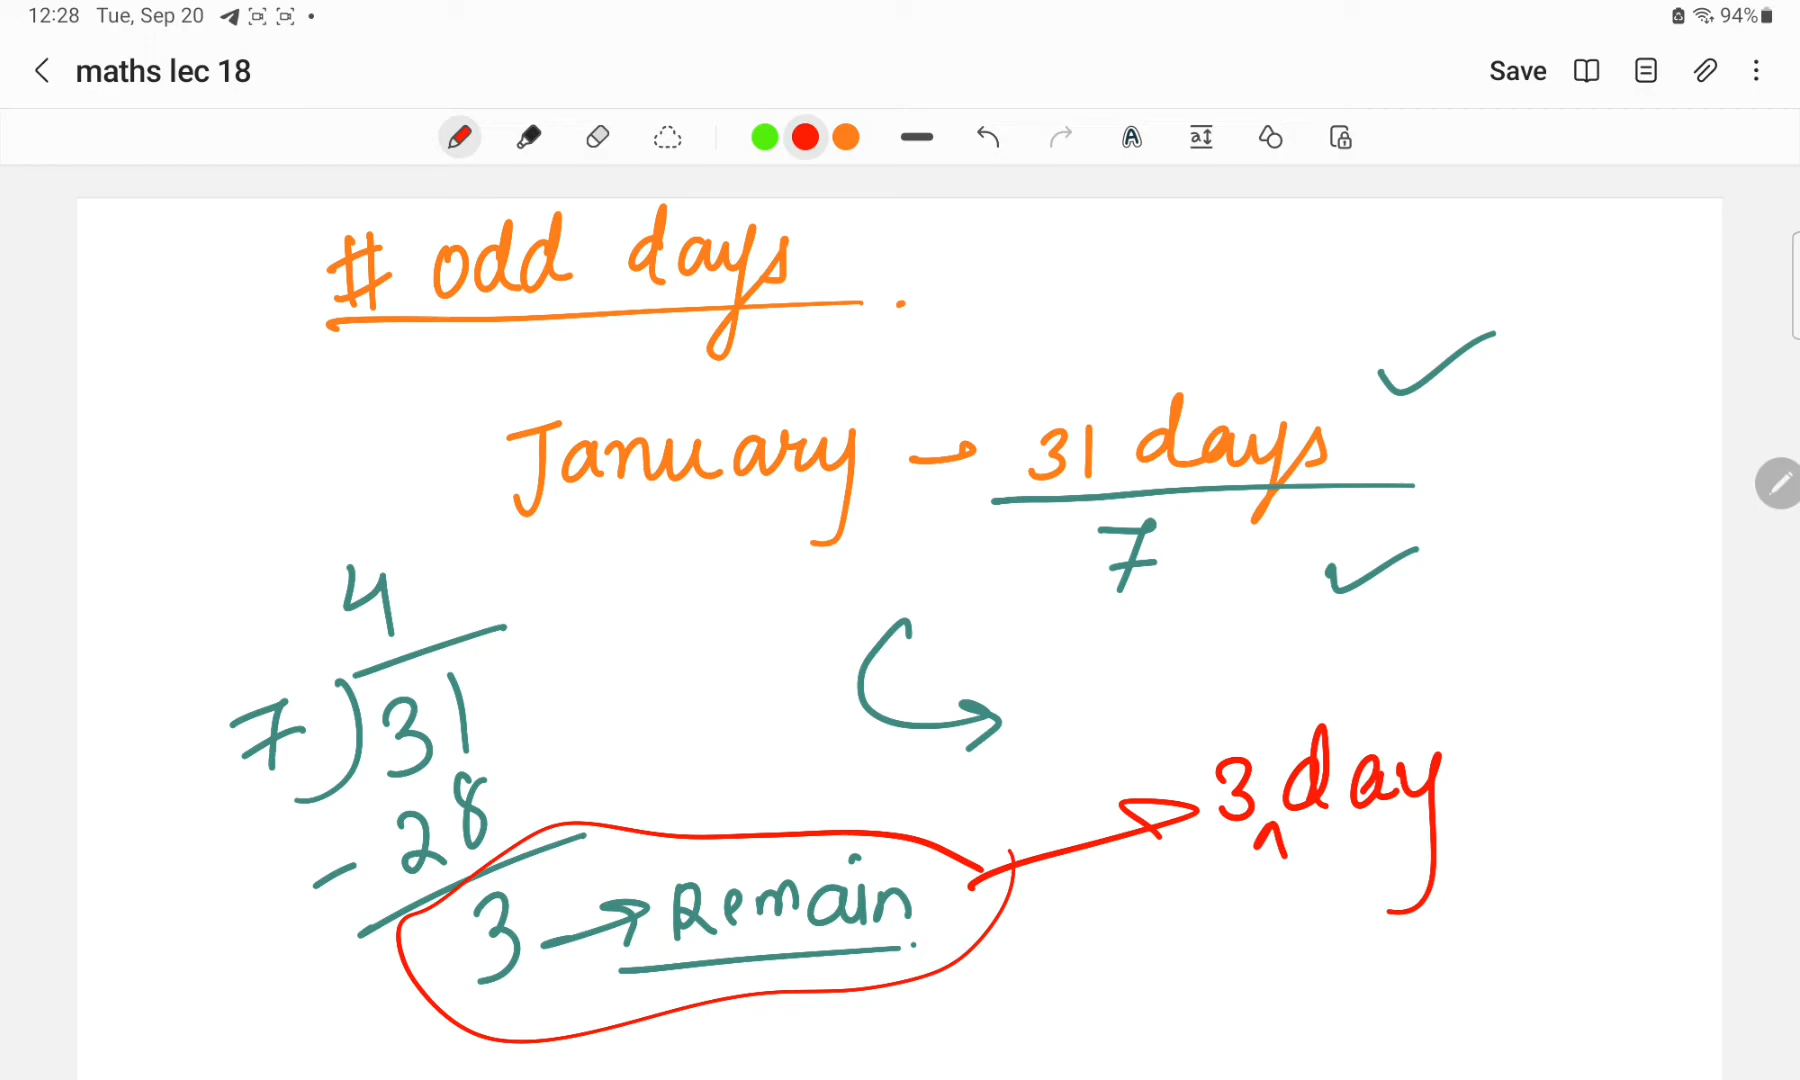 12:28 Tue, Sep 20 94%
maths lec 18 Save
# odd days.
January → 31 days
7
4
7)31
- 28
3 → Remain.
3 day